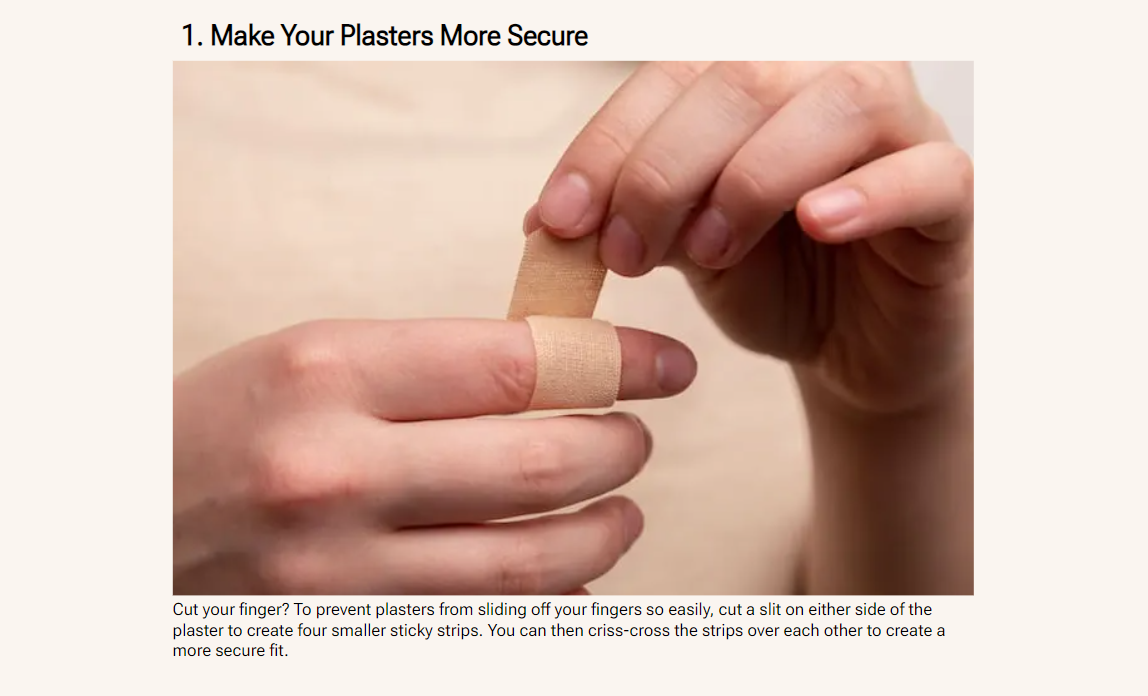 1. Make Your Plasters More Secure
Cut your finger? To prevent plasters from sliding off your fingers so easily, cut a slit on either side of the
plaster to create four smaller sticky strips. You can then criss-cross the strips over each other to create a
more secure fit.